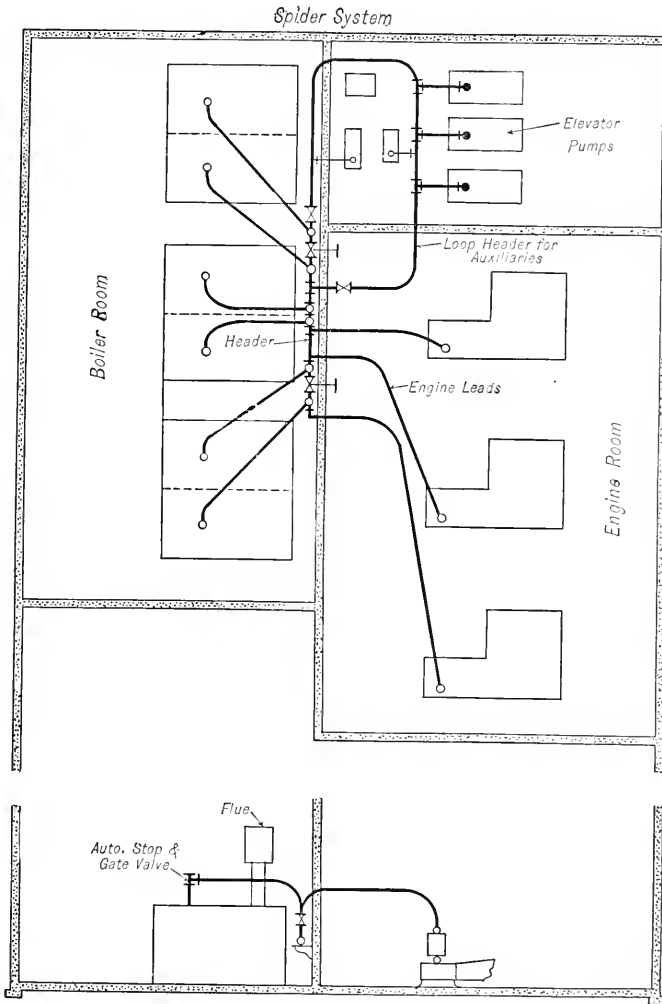 Spider System
Elevator
Pumps
Loop Header for
Auxiliaries
Boiler Room
Header
Engine Leads
Engine Room
Flue
Auto. Stop &
Gate Valve